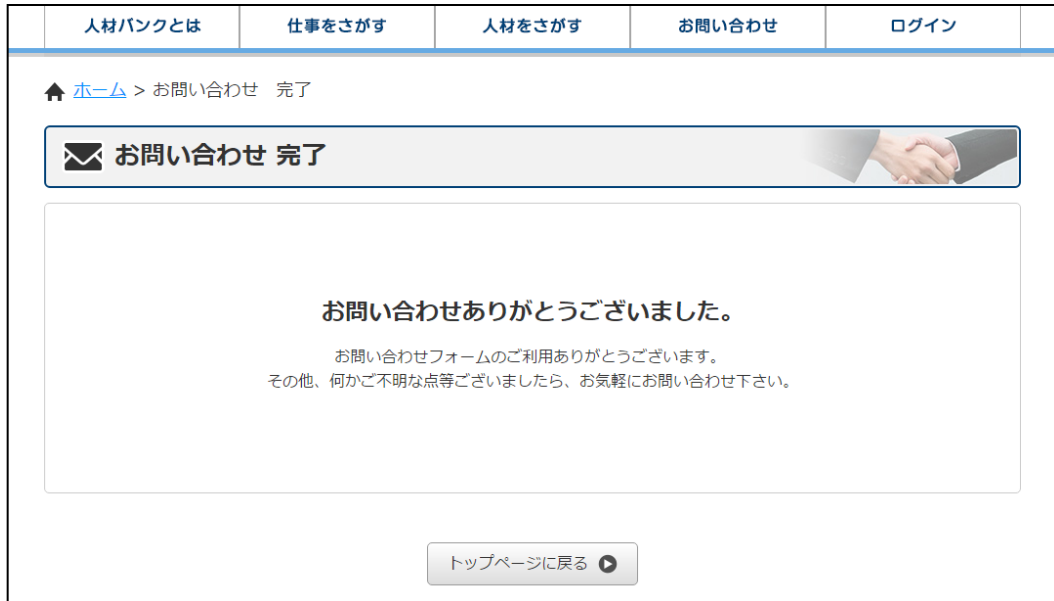 人材バンクとは 仕事をさがす 人材をさがす お問い合わせ ログイン
ホーム > お問い合わせ　完了
お問い合わせ 完了
お問い合わせありがとうございました。
お問い合わせフォームのご利用ありがとうございます。
その他、何かご不明な点等ございましたら、お気軽にお問い合わせ下さい。
トップページに戻る